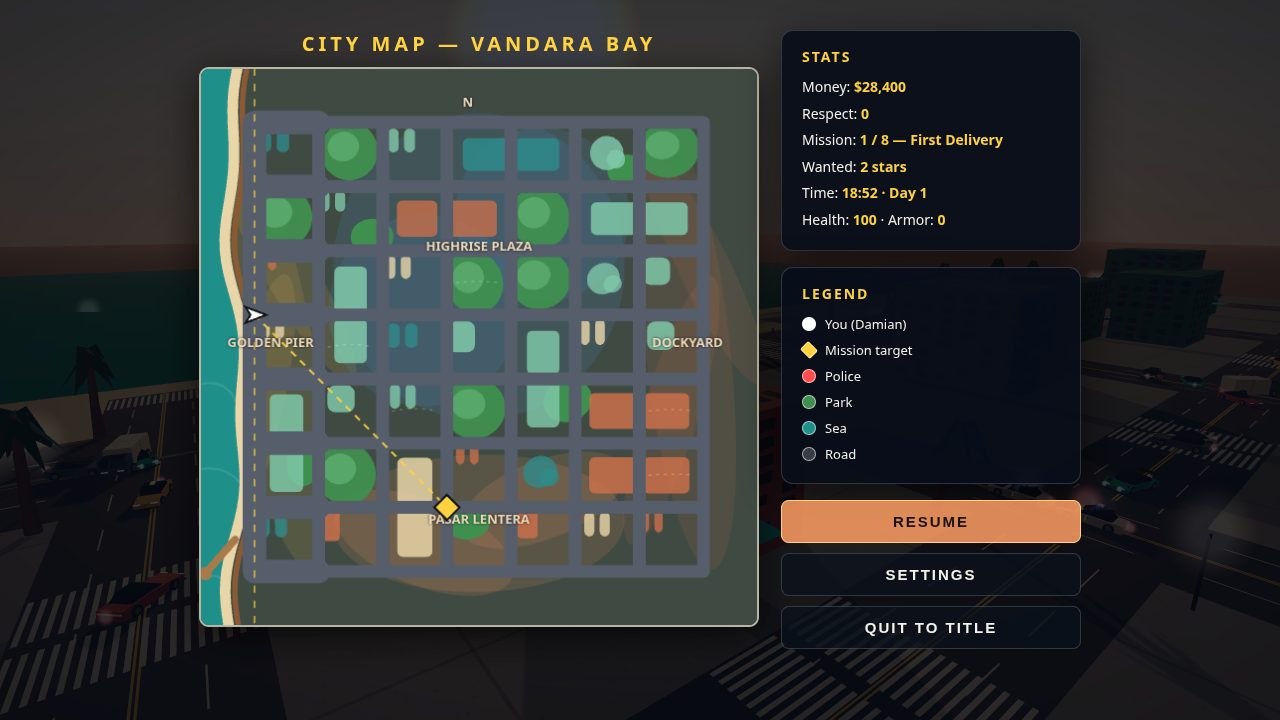 CITY MAP — VANDARA BAY
N
HIGHRISE PLAZA
GOLDEN PIER
DOCKYARD
PASAR LENTERA
STATS
Money: $28,400
Respect: 0
Mission: 1 / 8 — First Delivery
Wanted: 2 stars
Time: 18:52 · Day 1
Health: 100 · Armor: 0
LEGEND
You (Damian)
Mission target
Police
Park
Sea
Road
RESUME
SETTINGS
QUIT TO TITLE